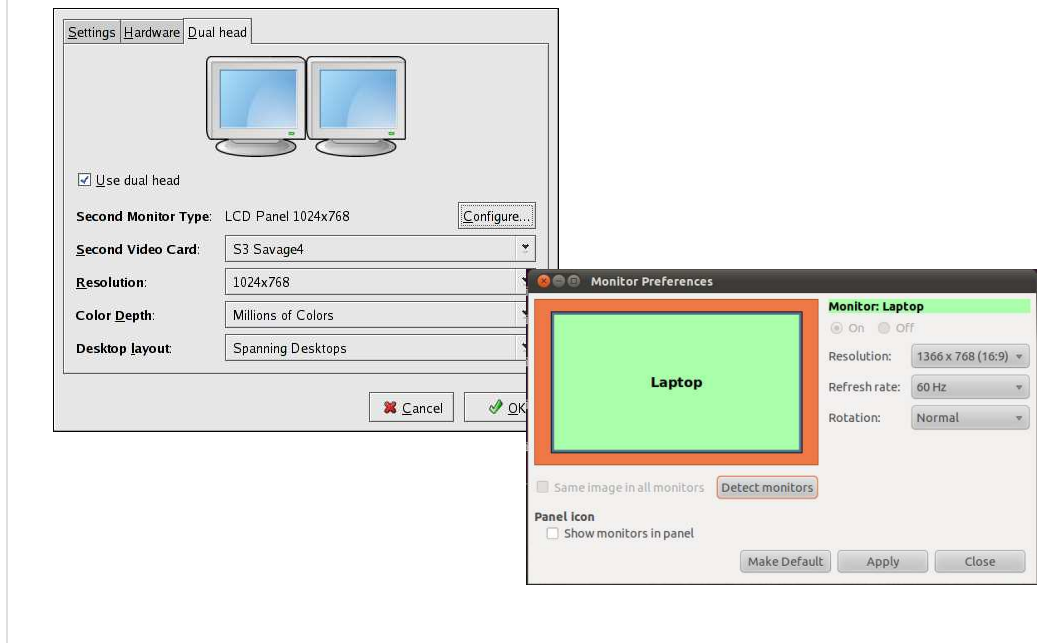 Settings Hardware Dual head
Use dual head
Second Monitor Type: LCD Panel 1024x768 Configure...
Second Video Card: S3 Savage4
Resolution: 1024x768
Color Depth: Millions of Colors
Desktop layout: Spanning Desktops
Cancel OK
Monitor Preferences
Laptop
Monitor: Laptop
On Off
Resolution: 1366 x 768 (16:9)
Refresh rate: 60 Hz
Rotation: Normal
Same image in all monitors Detect monitors
Panel icon
Show monitors in panel
Make Default Apply Close